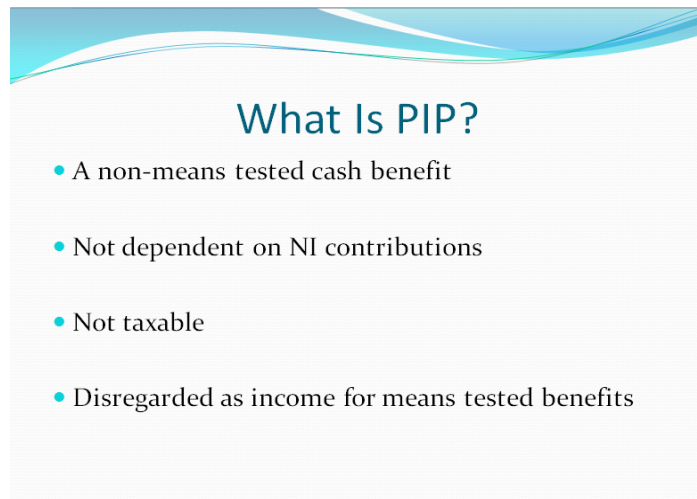 What Is PIP?
A non-means tested cash benefit
Not dependent on NI contributions
Not taxable
Disregarded as income for means tested benefits